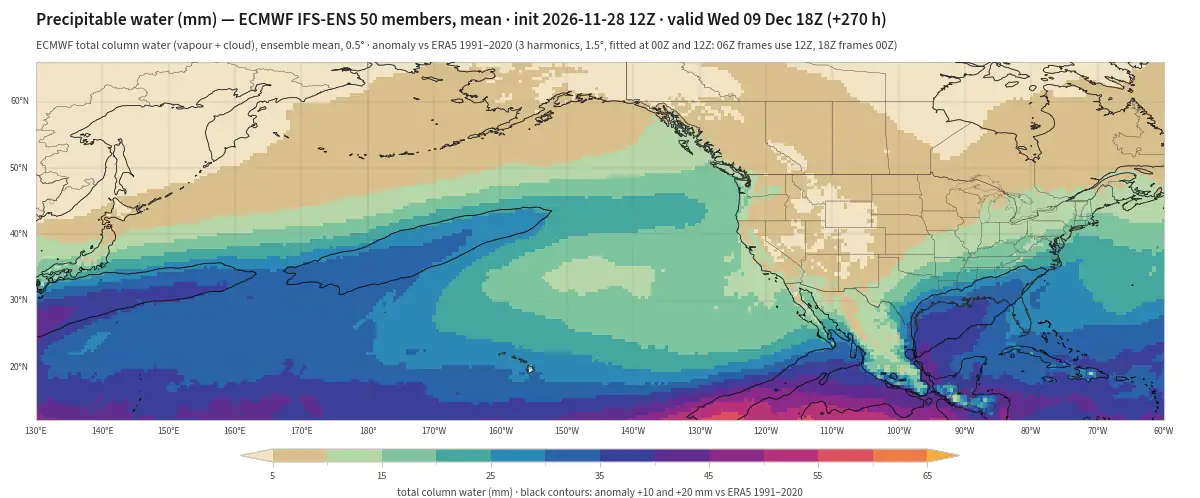 Precipitable water (mm) — ECMWF IFS-ENS 50 members, mean · init 2026-11-28 12Z · valid Wed 09 Dec 18Z (+270 h)
ECMWF total column water (vapour + cloud), ensemble mean, 0.5° · anomaly vs ERA5 1991–2020 (3 harmonics, 1.5°, fitted at 00Z and 12Z: 06Z frames use 12Z, 18Z frames 00Z)
60°N
50°N
40°N
30°N
20°N
130°E 140°E 150°E 160°E 170°E 180° 170°W 160°W 150°W 140°W 130°W 120°W 110°W 100°W 90°W 80°W 70°W 60°W
5 15 25 35 45 55 65
total column water (mm) · black contours: anomaly +10 and +20 mm vs ERA5 1991–2020